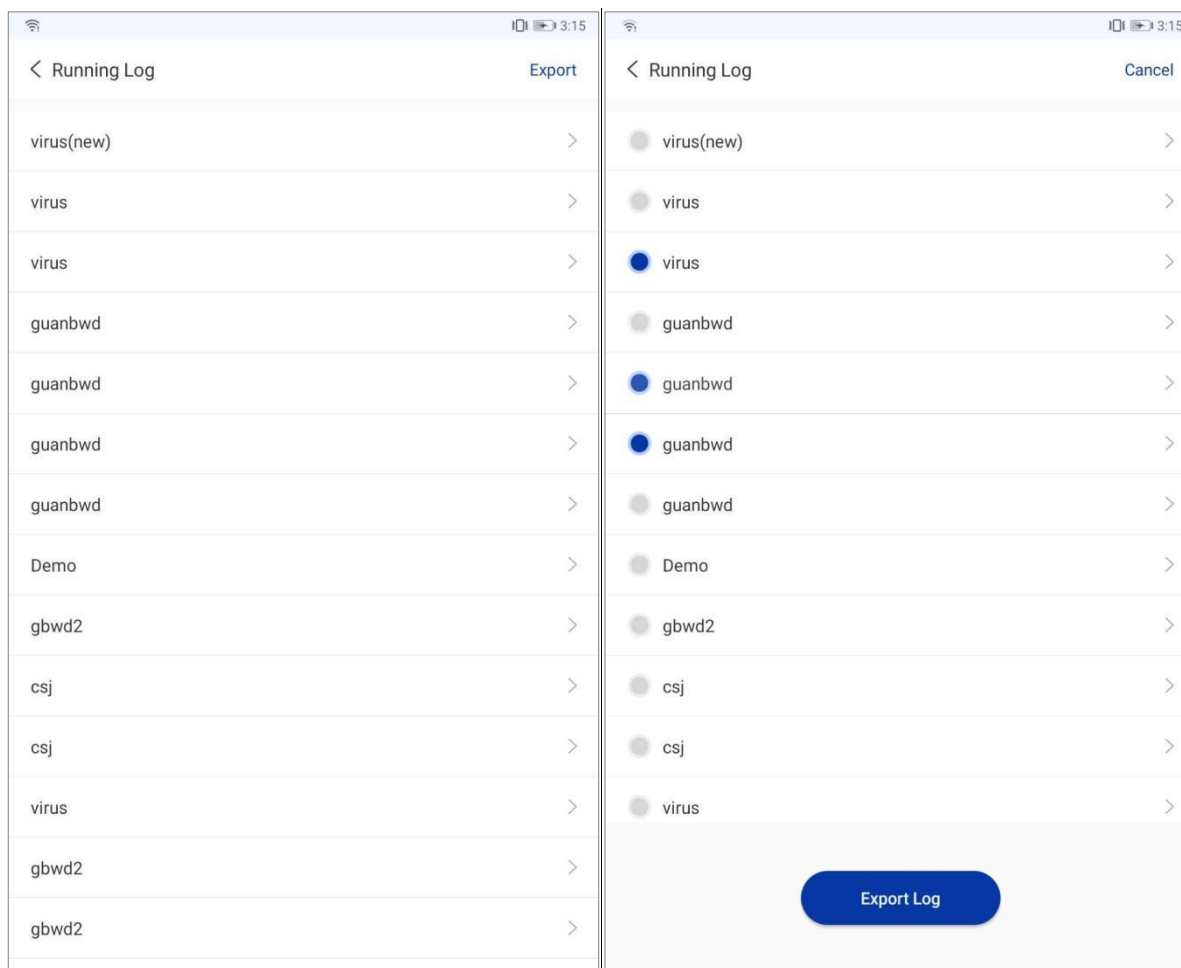 3:15
Running Log
Export
virus(new)
virus
virus
guanbwd
guanbwd
guanbwd
guanbwd
Demo
gbwd2
csj
csj
virus
gbwd2
gbwd2
3:15
Running Log
Cancel
virus(new)
virus
virus
guanbwd
guanbwd
guanbwd
guanbwd
Demo
gbwd2
csj
csj
virus
Export Log